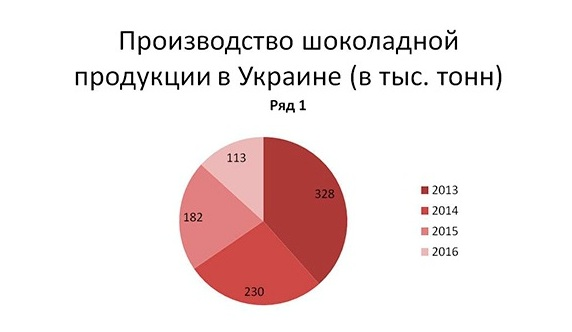 Производство шоколадной
продукции в Украине (в тыс. тонн)
Ряд 1
113
328
182
230
2013
2014
2015
2016